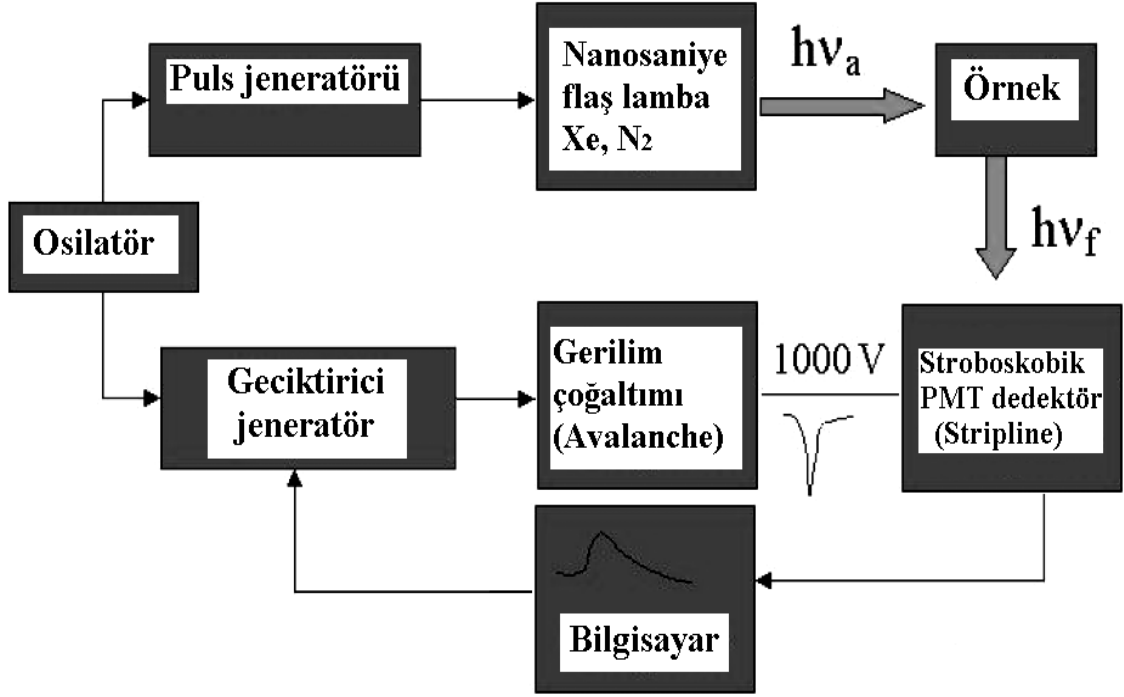 Puls jeneratörü
Nanosaniye
flaş lamba
Xe, N₂
hνₐ
Örnek
Osilatör
hν_f
Geciktirici
jeneratör
Gerilim
çoğaltımı
(Avalanche)
1000 V
Stroboskobik
PMT dedektör
(Stripline)
Bilgisayar